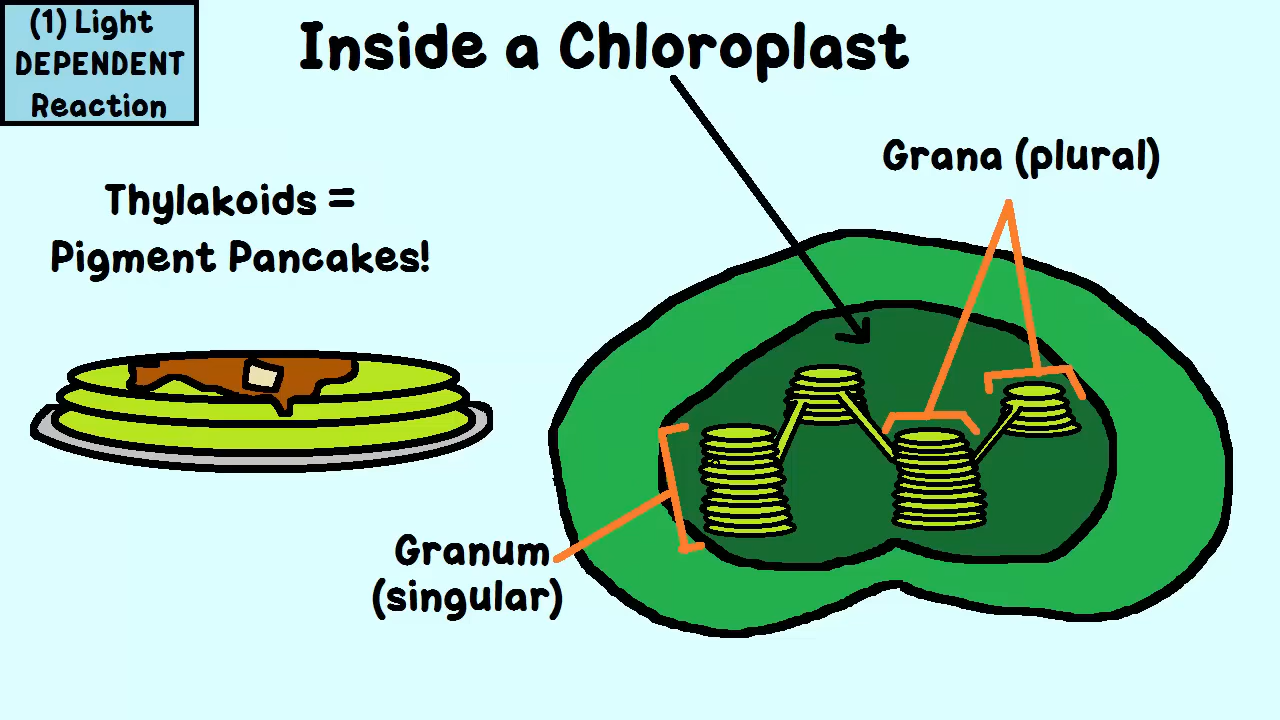 (1) Light
DEPENDENT
Reaction
Inside a Chloroplast
Grana (plural)
Thylakoids =
Pigment Pancakes!
Granum
(singular)